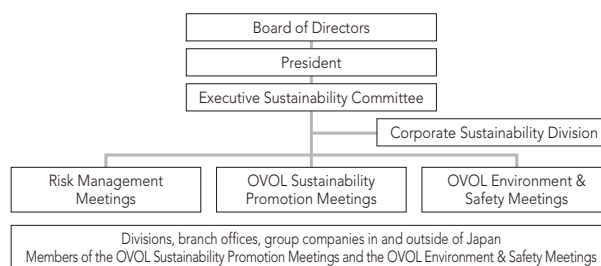 Board of Directors
President
Executive Sustainability Committee
Corporate Sustainability Division
Risk Management
Meetings
OVOL Sustainability
Promotion Meetings
OVOL Environment &
Safety Meetings
Divisions, branch offices, group companies in and outside of Japan
Members of the OVOL Sustainability Promotion Meetings and the OVOL Environment & Safety Meetings